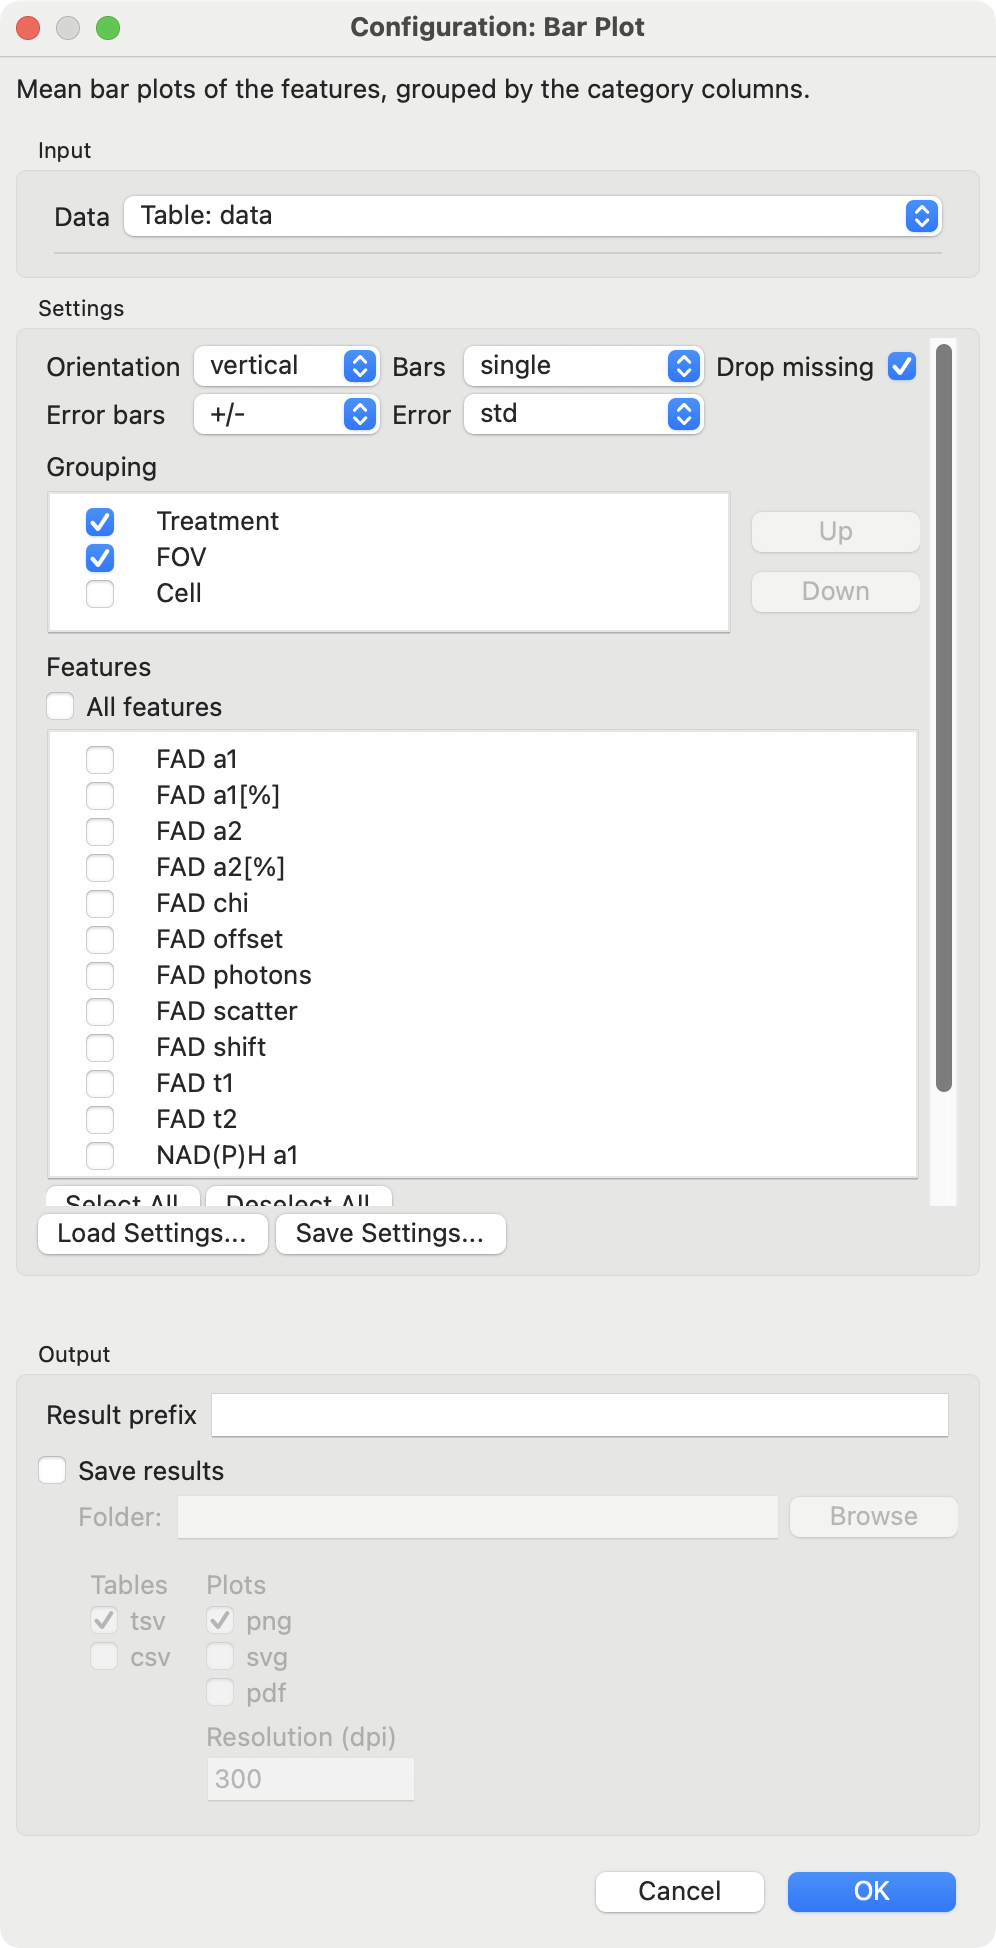 Configuration: Bar Plot
Mean bar plots of the features, grouped by the category columns.
Input
Data Table: data
Settings
Orientation vertical Bars single Drop missing
Error bars +/- Error std
Grouping
Treatment
FOV
Cell
Up
Down
Features
All features
FAD a1
FAD a1[%]
FAD a2
FAD a2[%]
FAD chi
FAD offset
FAD photons
FAD scatter
FAD shift
FAD t1
FAD t2
NAD(P)H a1
Select All Deselect All
Load Settings... Save Settings...
Output
Result prefix
Save results
Folder: Browse
Tables Plots
tsv png
csv svg
pdf
Resolution (dpi)
300
Cancel OK